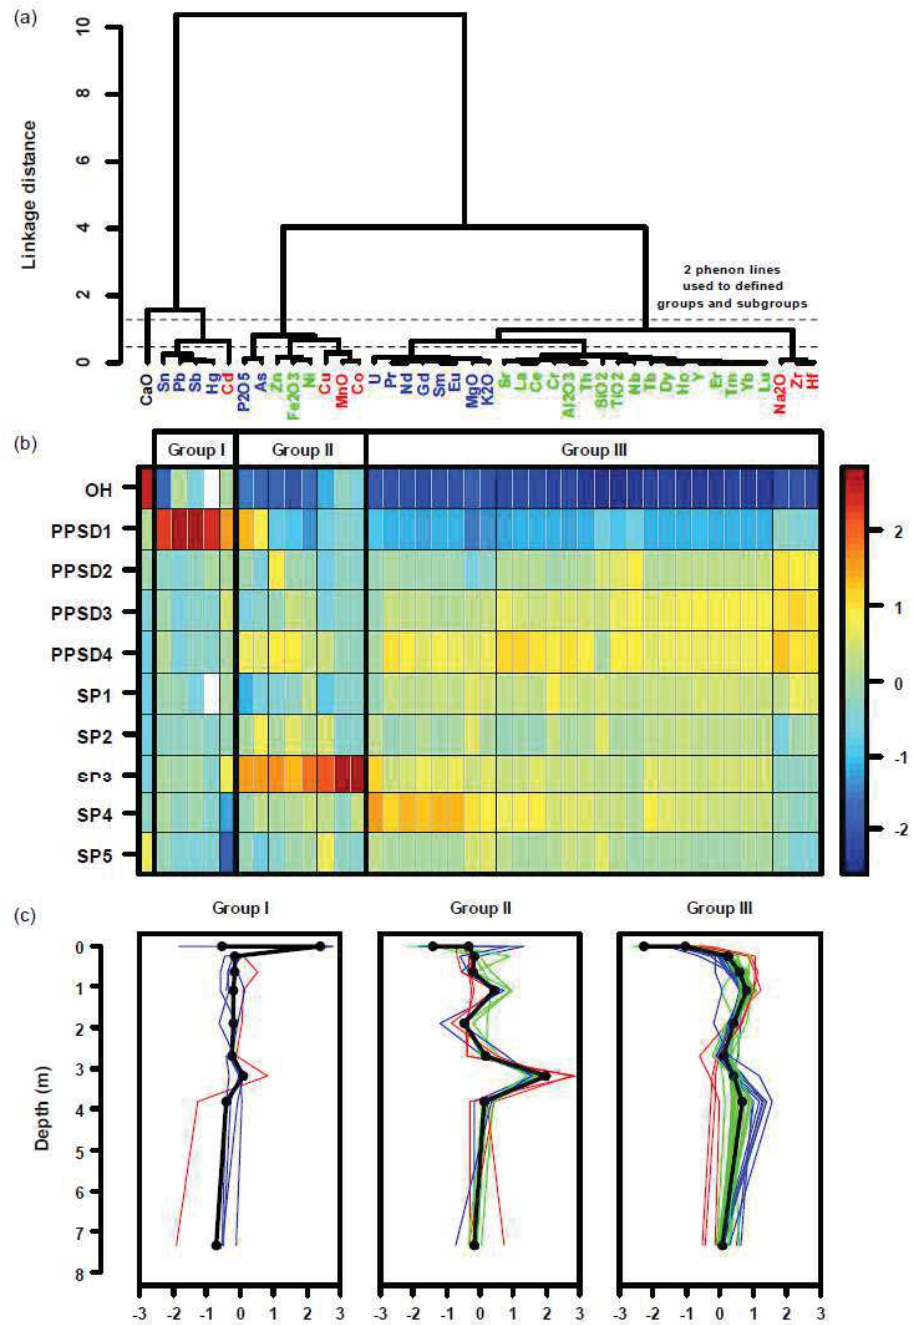 (a)
10
8
6
4
2
0
Linkage distance
2 phenon lines
used to defined
groups and subgroups
CaO Sn Pb Sb Hg Cd P2O5 As Zn Fe2O3 Ni Cu MnO Co U Pr Nd Gd Sm Eu MgO K2O Sr La Ce Cr Al2O3 Th SiO2 TiO2 Nb Tb Dy Ho Y Er Tm Yb Lu Na2O Zr Hf
(b)
Group I Group II Group III
OH
PPSD1
PPSD2
PPSD3
PPSD4
SP1
SP2
SP3
SP4
SP5
2
1
0
-1
-2
(c)
Group I Group II Group III
0
1
2
3
4
5
6
7
8
Depth (m)
-3 -2 -1 0 1 2 3 -3 -2 -1 0 1 2 3 -3 -2 -1 0 1 2 3